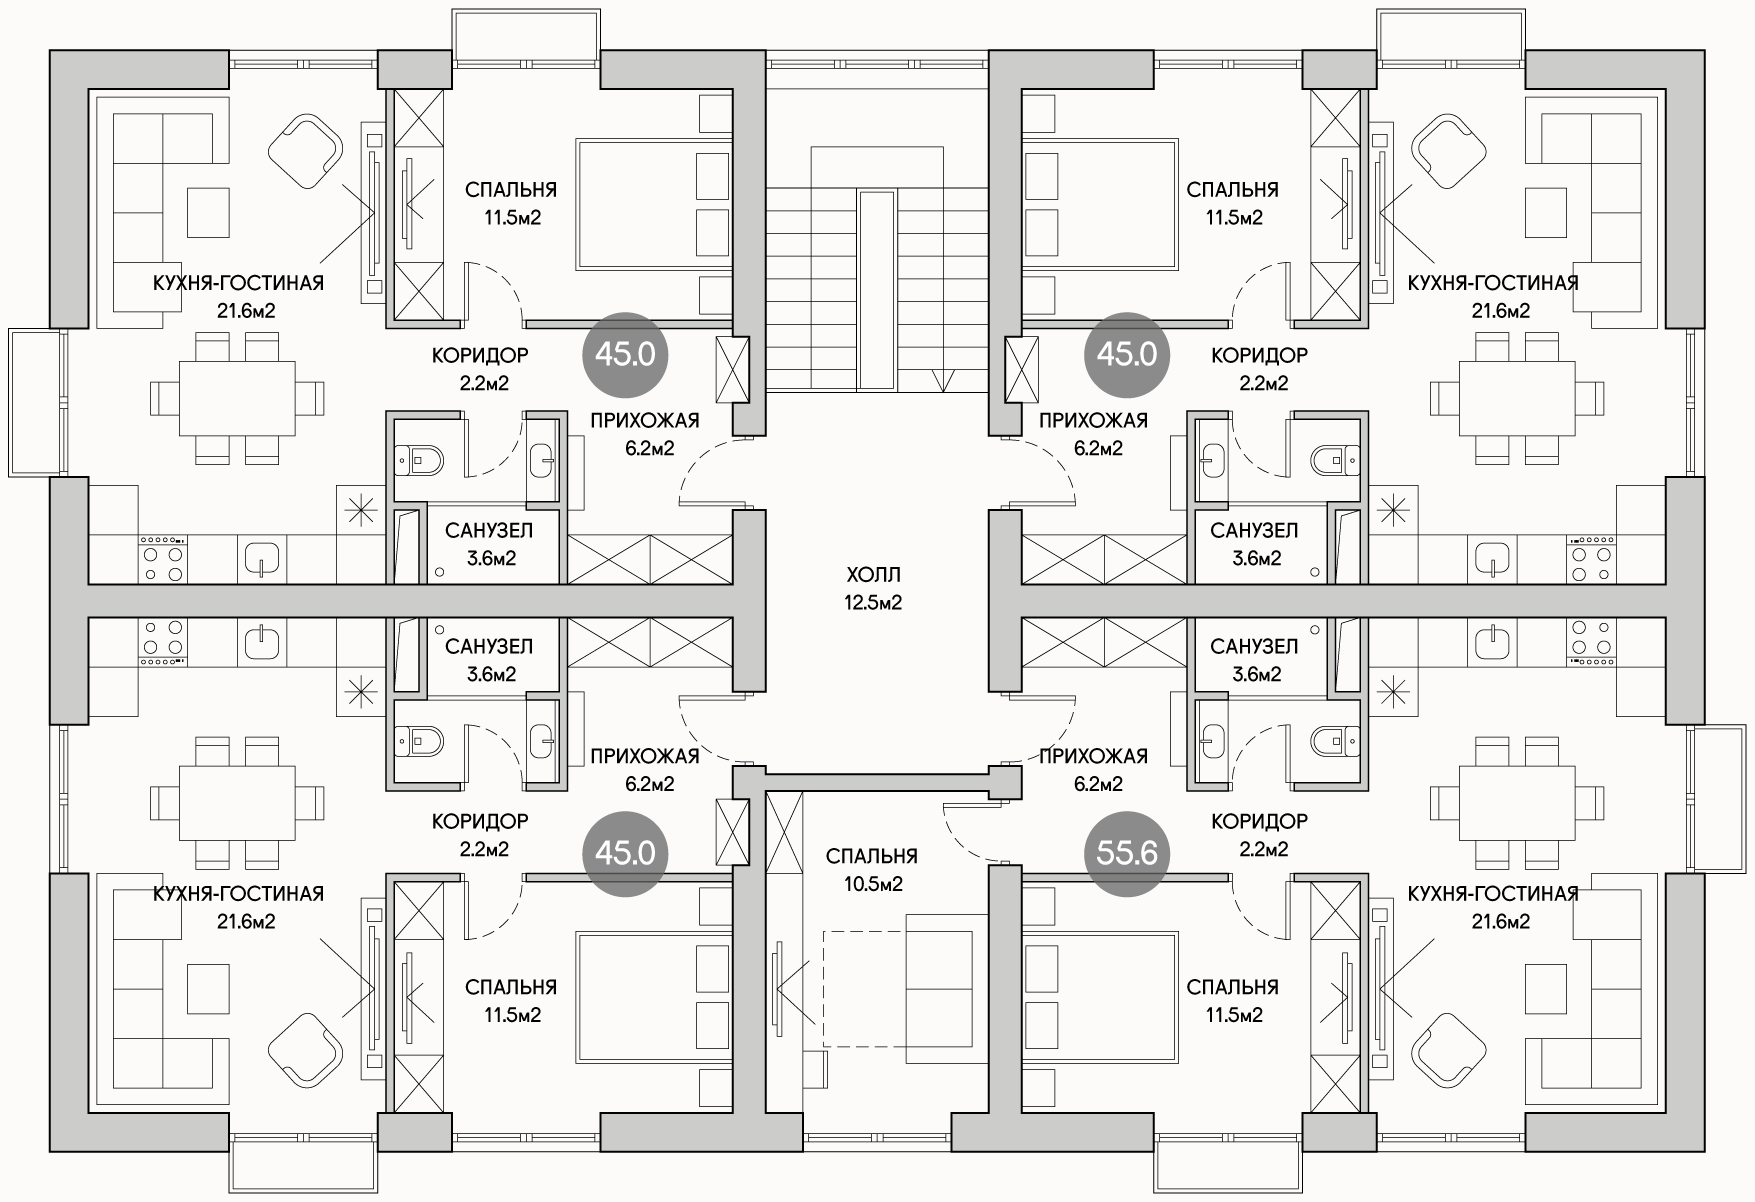 СПАЛЬНЯ
11.5м2
СПАЛЬНЯ
11.5м2
КУХНЯ-ГОСТИНАЯ
21.6м2
КУХНЯ-ГОСТИНАЯ
21.6м2
КОРИДОР
2.2м2
45.0
45.0
КОРИДОР
2.2м2
ПРИХОЖАЯ
6.2м2
ПРИХОЖАЯ
6.2м2
САНУЗЕЛ
3.6м2
САНУЗЕЛ
3.6м2
ХОЛЛ
12.5м2
САНУЗЕЛ
3.6м2
САНУЗЕЛ
3.6м2
ПРИХОЖАЯ
6.2м2
ПРИХОЖАЯ
6.2м2
КОРИДОР
2.2м2
45.0
СПАЛЬНЯ
10.5м2
55.6
КОРИДОР
2.2м2
КУХНЯ-ГОСТИНАЯ
21.6м2
КУХНЯ-ГОСТИНАЯ
21.6м2
СПАЛЬНЯ
11.5м2
СПАЛЬНЯ
11.5м2